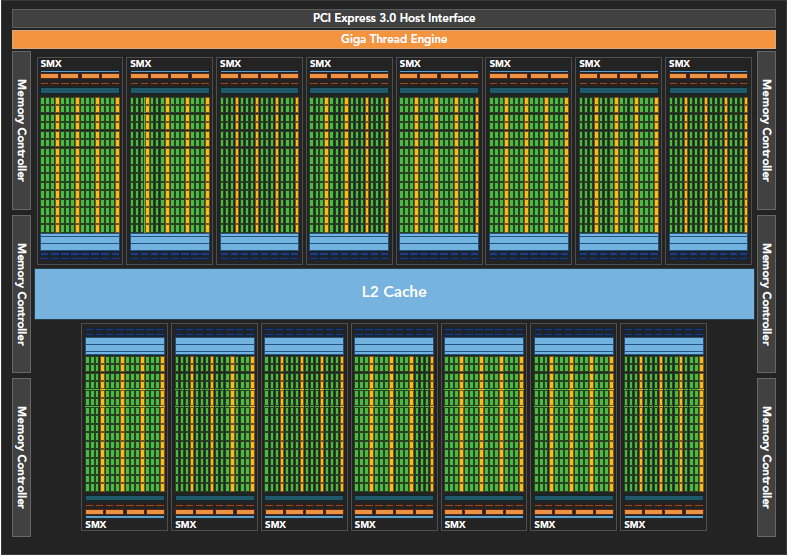 PCI Express 3.0 Host Interface
Giga Thread Engine
SMX
SMX
SMX
SMX
SMX
SMX
SMX
SMX
Memory Controller
Memory Controller
Memory Controller
Memory Controller
L2 Cache
Memory Controller
Memory Controller
SMX
SMX
SMX
SMX
SMX
SMX
SMX